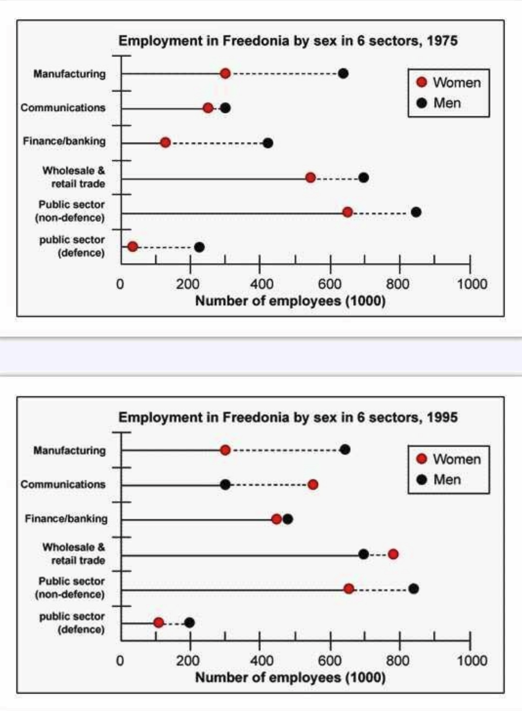 Employment in Freedonia by sex in 6 sectors, 1975
Manufacturing
Communications
Finance/banking
Wholesale &
retail trade
Public sector
(non-defence)
public sector
(defence)
Women
Men
0 200 400 600 800 1000
Number of employees (1000)
Employment in Freedonia by sex in 6 sectors, 1995
Manufacturing
Communications
Finance/banking
Wholesale &
retail trade
Public sector
(non-defence)
public sector
(defence)
Women
Men
0 200 400 600 800 1000
Number of employees (1000)